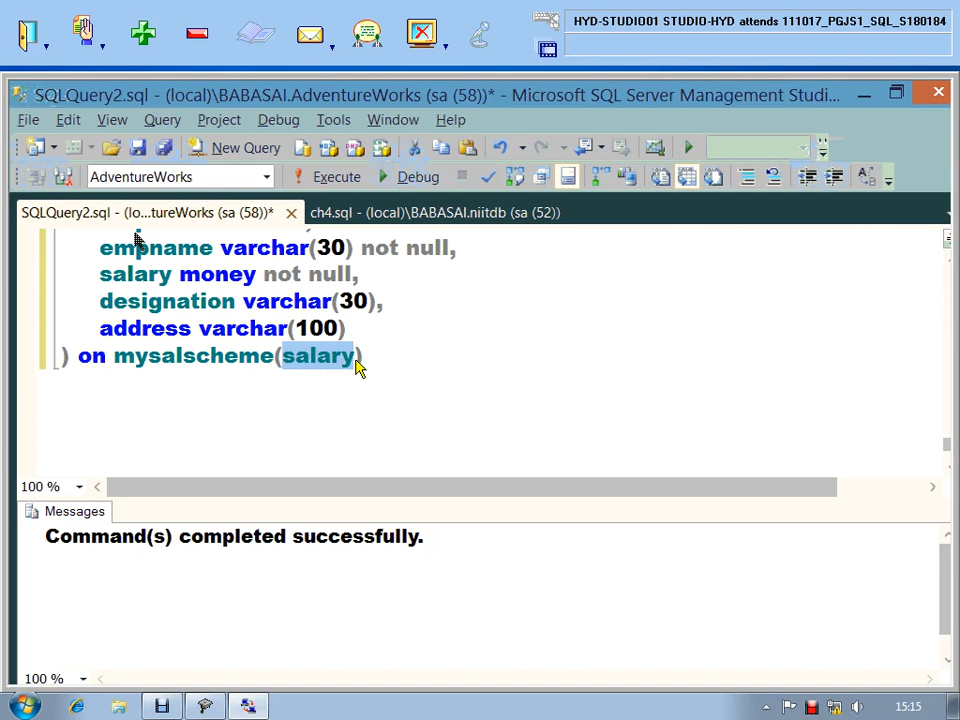 HYD-STUDIO01 STUDIO-HYD attends 111017_PGJS1_SQL_S180184
SQLQuery2.sql - (local)\BABASAI.AdventureWorks (sa (58))* - Microsoft SQL Server Management Studi...
File Edit View Query Project Debug Tools Window Help
New Query
AdventureWorks Execute Debug
SQLQuery2.sql - (lo...tureWorks (sa (58))* ch4.sql - (local)\BABASAI.niitdb (sa (52))
empname varchar(30) not null,
salary money not null,
designation varchar(30),
address varchar(100)
) on mysalscheme(salary)
100 %
Messages
Command(s) completed successfully.
100 %
15:15